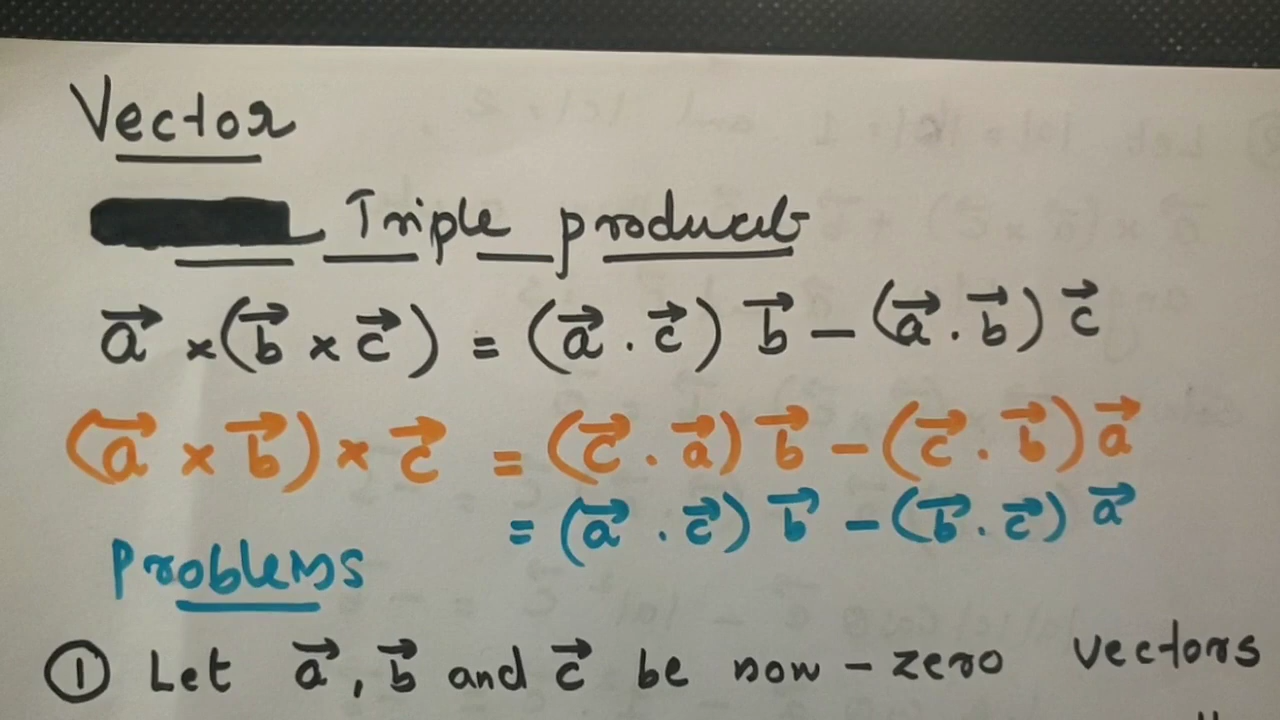 Vector
Triple product
a⃗ × (b⃗ × c⃗) = (a⃗ . c⃗) b⃗ – (a⃗ . b⃗) c⃗
(a⃗ × b⃗) × c⃗ = (c⃗ . a⃗) b⃗ – (c⃗ . b⃗) a⃗
= (a⃗ . c⃗) b⃗ – (b⃗ . c⃗) a⃗
Problems
① Let a⃗, b⃗ and c⃗ be non-zero vectors